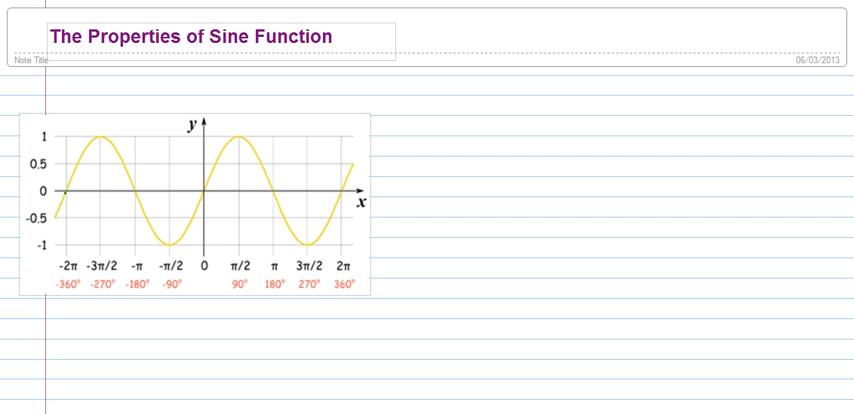 The Properties of Sine Function
Note Title
06/03/2013
y
1
0.5
0
-0.5
-1
x
-2π -3π/2 -π -π/2 0 π/2 π 3π/2 2π
-360° -270° -180° -90° 90° 180° 270° 360°